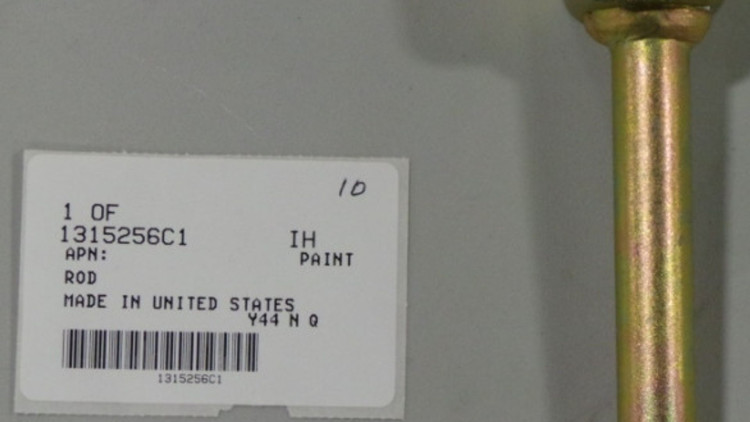 10
1 OF
1315256C1 IH
APN: PAINT
ROD
MADE IN UNITED STATES
Y44 N Q
1315256C1